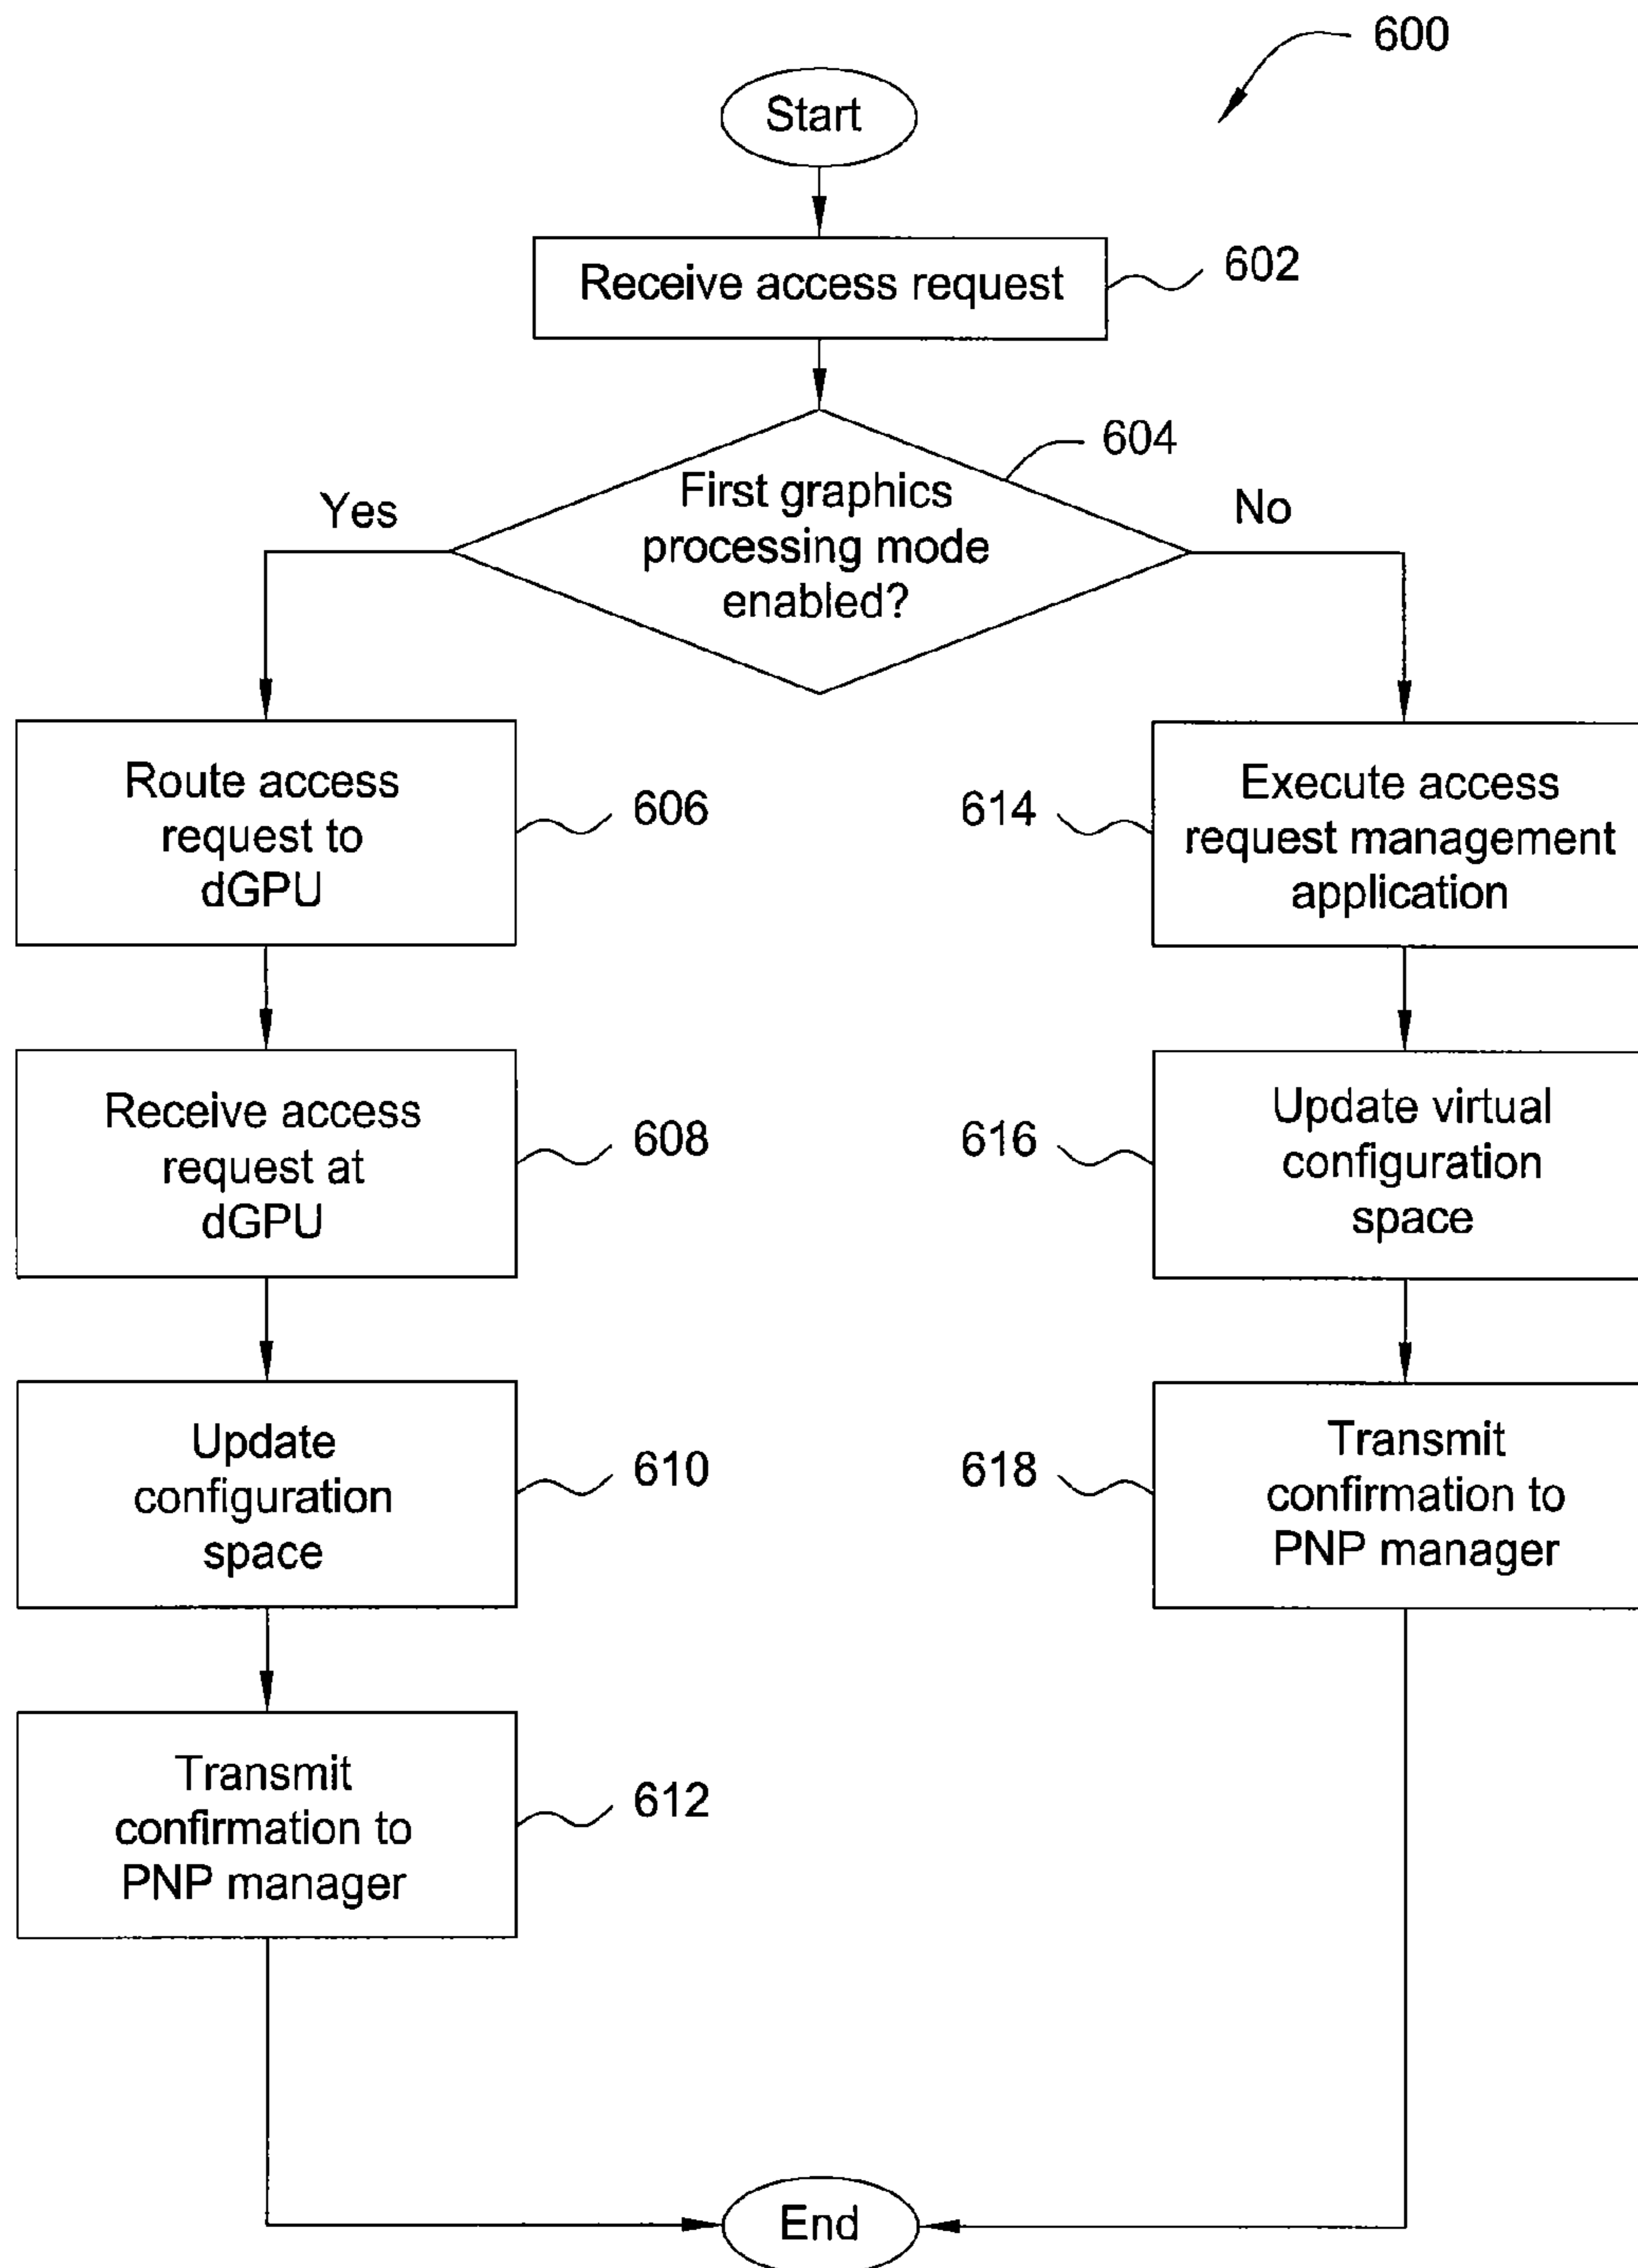 600
Start
Receive access request
602
604
First graphics
processing mode
enabled?
Yes
No
Route access
request to
dGPU
606
614
Execute access
request management
application
Receive access
request at
dGPU
608
616
Update virtual
configuration
space
Update
configuration
space
610
618
Transmit
confirmation to
PNP manager
Transmit
confirmation to
PNP manager
612
End